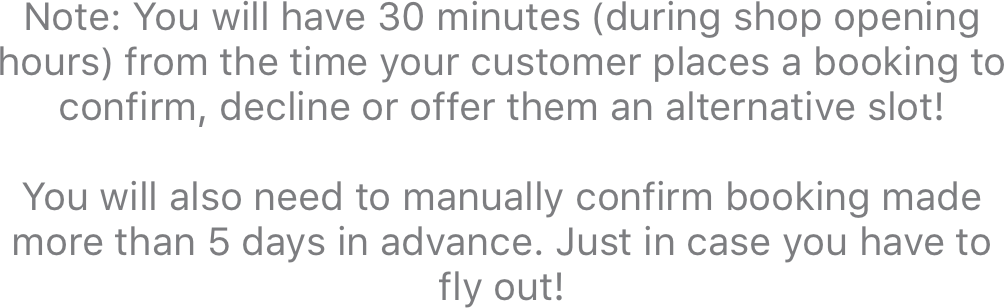 Note: You will have 30 minutes (during shop opening
hours) from the time your customer places a booking to
confirm, decline or offer them an alternative slot!
You will also need to manually confirm booking made
more than 5 days in advance. Just in case you have to
fly out!